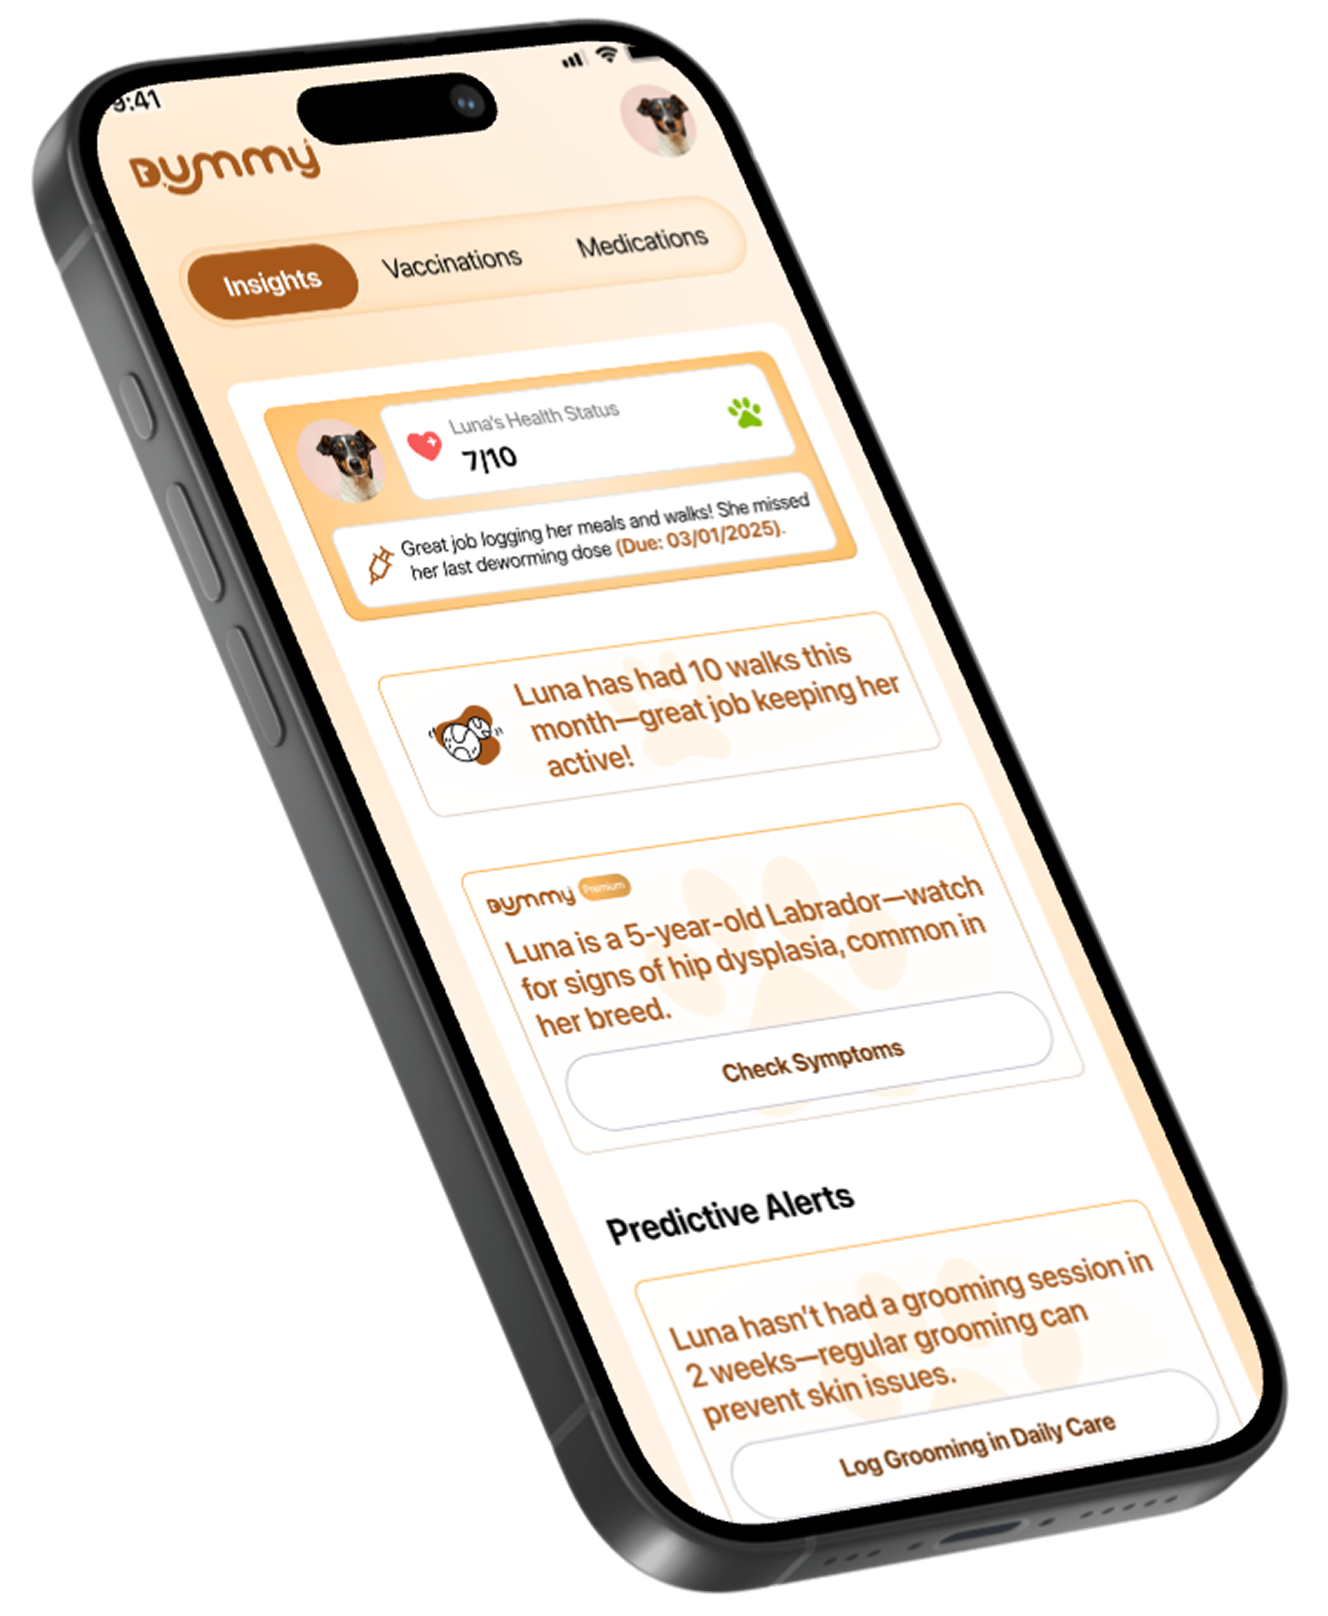 9:41
Dummy
Insights
Vaccinations
Medications
Luna's Health Status
7/10
Great job logging her meals and walks! She missed
her last deworming dose (Due: 03/01/2025).
Luna has had 10 walks this
month—great job keeping her
active!
Dummy Premium
Luna is a 5-year-old Labrador—watch
for signs of hip dysplasia, common in
her breed.
Check Symptoms
Predictive Alerts
Luna hasn't had a grooming session in
2 weeks—regular grooming can
prevent skin issues.
Log Grooming in Daily Care